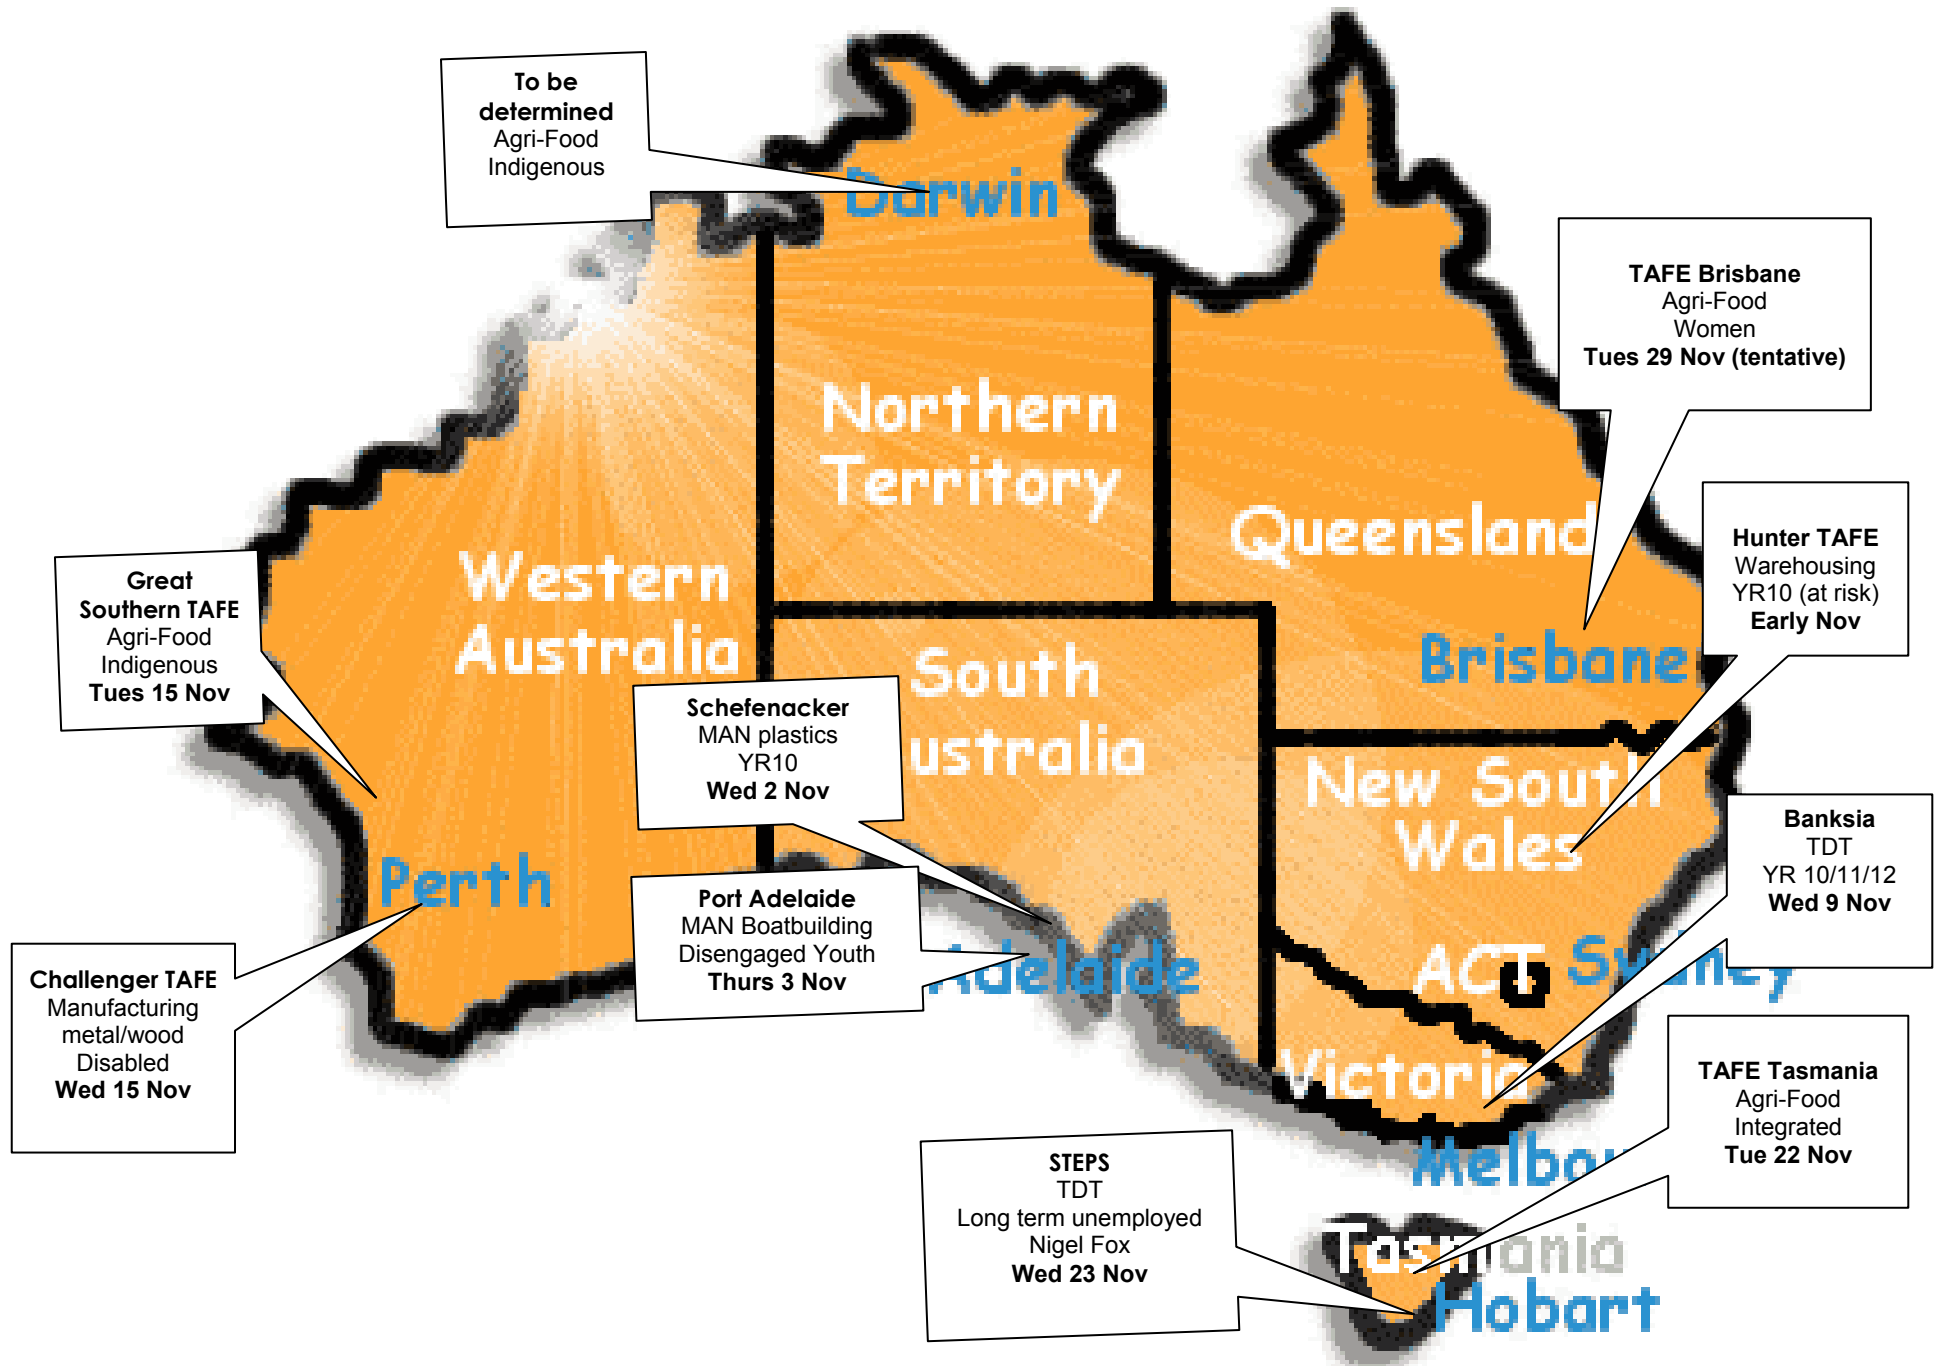 To be
determined
Agri-Food
Indigenous
Darwin
TAFE Brisbane
Agri-Food
Women
Tues 29 Nov (tentative)
Northern
Territory
Queensland
Hunter TAFE
Warehousing
YR10 (at risk)
Early Nov
Great
Southern TAFE
Agri-Food
Indigenous
Tues 15 Nov
Western
Australia
South
ustralia
Brisbane
Schefenacker
MAN plastics
YR10
Wed 2 Nov
New South
Wales
Banksia
TDT
YR 10/11/12
Wed 9 Nov
Perth
Port Adelaide
MAN Boatbuilding
Disengaged Youth
Thurs 3 Nov
Adelaide
ACT
Sydney
Challenger TAFE
Manufacturing
metal/wood
Disabled
Wed 15 Nov
Victoria
TAFE Tasmania
Agri-Food
Integrated
Tue 22 Nov
Melbou
STEPS
TDT
Long term unemployed
Nigel Fox
Wed 23 Nov
Tasmania
Hobart